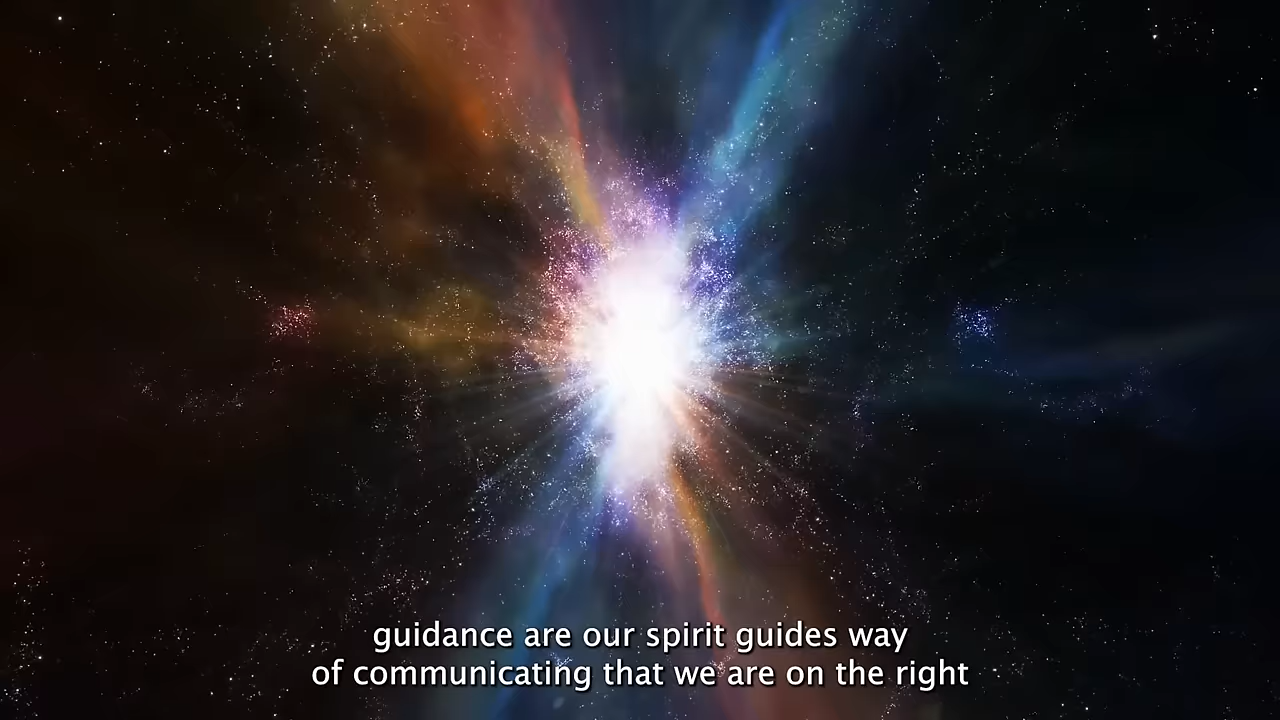 guidance are our spirit guides way
of communicating that we are on the right